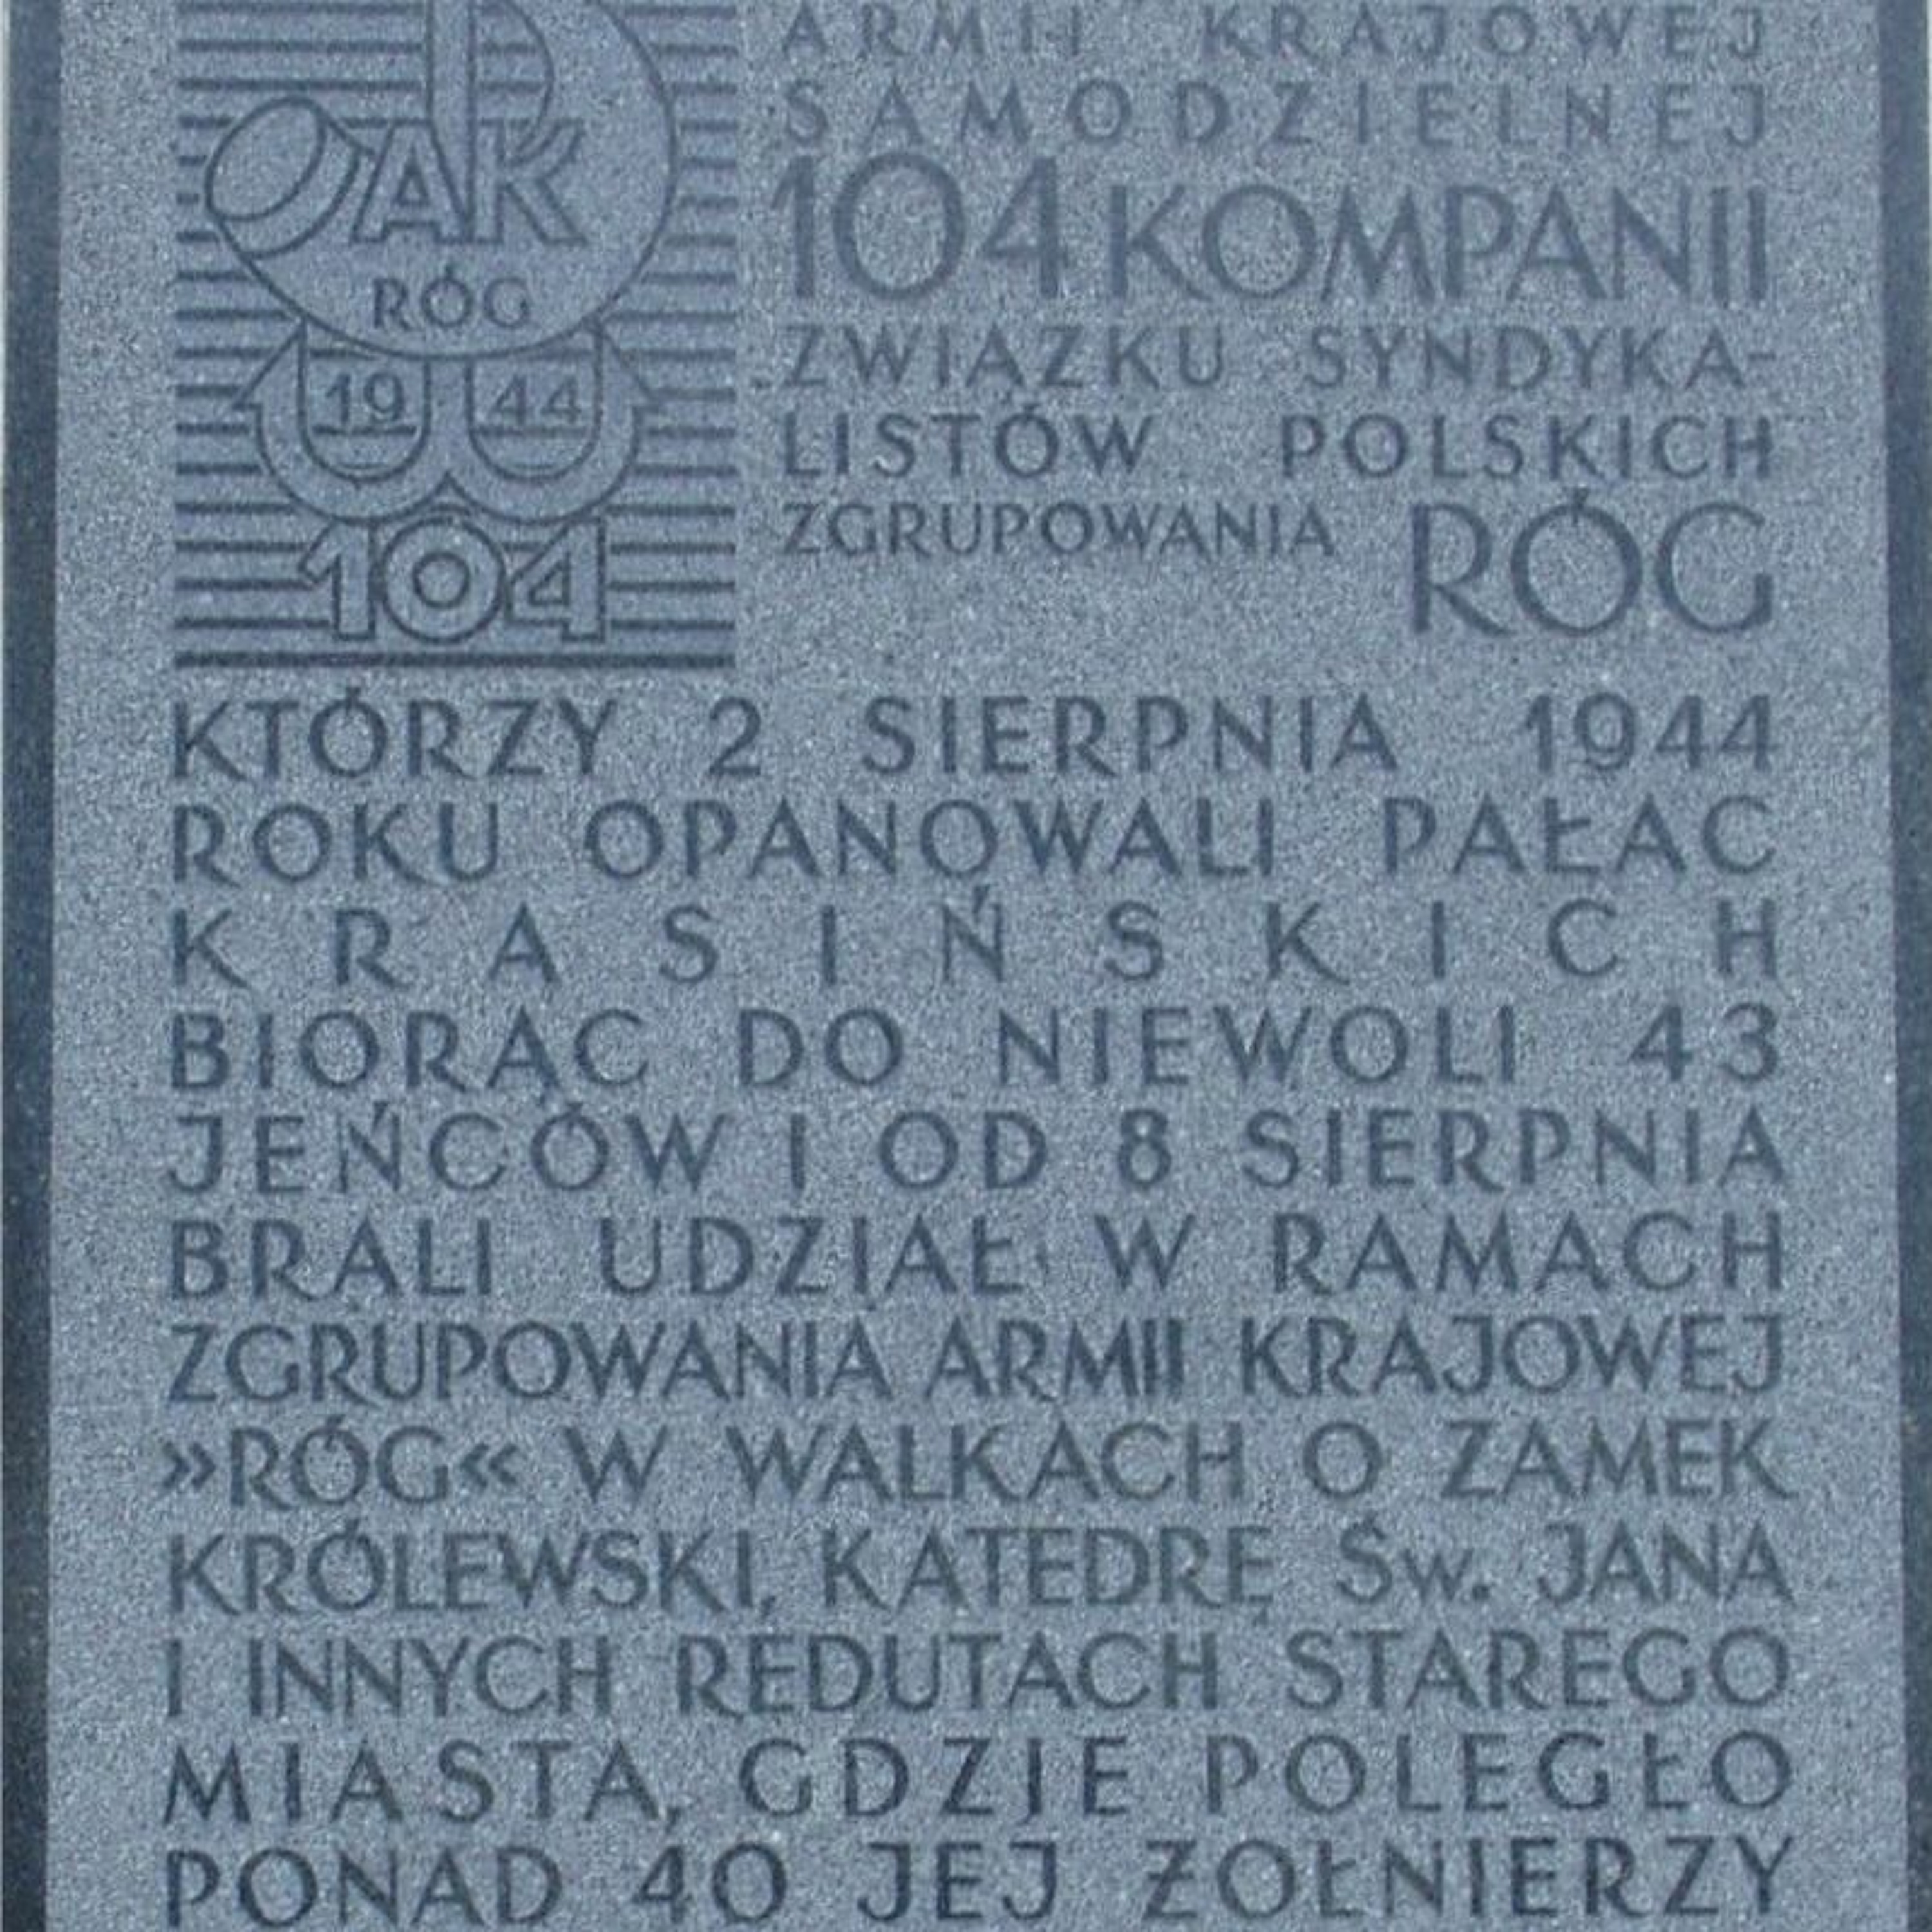 ARMII KRAJOWEJ
SAMODZIELNEJ
104 KOMPANII
ZWIĄZKU SYNDYKA-
LISTÓW POLSKICH
ZGRUPOWANIA RÓG
AK
RÓG
19 44
104
KTÓRZY 2 SIERPNIA 1944
ROKU OPANOWALI PAŁAC
KRASIŃSKICH
BIORĄC DO NIEWOLI 43
JEŃCÓW I OD 8 SIERPNIA
BRALI UDZIAŁ W RAMACH
ZGRUPOWANIA ARMII KRAJOWEJ
»RÓG« W WALKACH O ZAMEK
KRÓLEWSKI, KATEDRĘ Św. JANA
I INNYCH REDUTACH STAREGO
MIASTA, GDZIE POLEGŁO
PONAD 40 JEJ ŻOŁNIERZY